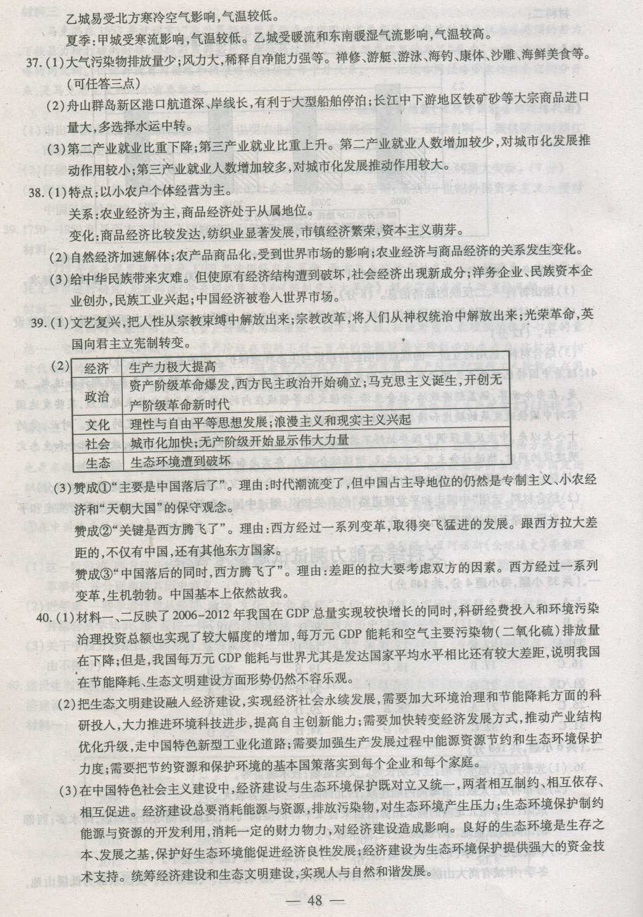 乙城易受北方寒冷空气影响,气温较低。
夏季:甲城受寒流影响,气温较低。乙城受暖流和东南暖湿气流影响,气温较高。
37.(1)大气污染物排放量少;风力大,稀释自净能力强等。禅修、游艇、游泳、海钓、康体、沙雕、海鲜美食等。
(可任答三点)
(2)舟山群岛新区港口航道深、岸线长,有利于大型船舶停泊;长江中下游地区铁矿砂等大宗商品进口
量大,多选择水运中转。
(3)第二产业就业比重下降;第三产业就业比重上升。第二产业就业人数增加较少,对城市化发展推
动作用较小;第三产业就业人数增加较多,对城市化发展推动作用较大。
38.(1)特点:以小农户个体经营为主。
关系:农业经济为主,商品经济处于从属地位。
变化:商品经济比较发达,纺织业显著发展,市镇经济繁荣,资本主义萌芽。
(2)自然经济加速解体;农产品商品化,受到世界市场的影响;农业经济与商品经济的关系发生变化。
(3)给中华民族带来灾难。但使原有经济结构遭到破坏,社会经济出现新成分;洋务企业、民族资本企
业创办,民族工业兴起;中国经济被卷入世界市场。
39.(1)文艺复兴,把人性从宗教束缚中解放出来;宗教改革,将人们从神权统治中解放出来;光荣革命,英
国向君主立宪制转变。
(2) 经济 生产力极大提高
政治 资产阶级革命爆发,西方民主政治开始确立;马克思主义诞生,开创无
产阶级革命新时代
文化 理性与自由平等思想发展;浪漫主义和现实主义兴起
社会 城市化加快;无产阶级开始显示伟大力量
生态 生态环境遭到破坏
(3)赞成①“主要是中国落后了”。理由:时代潮流变了,但中国占主导地位的仍然是专制主义、小农经
济和“天朝大国”的保守观念。
赞成②“关键是西方腾飞了”。理由:西方经过一系列变革,取得突飞猛进的发展。跟西方拉大差
距的,不仅有中国,还有其他东方国家。
赞成③“中国落后的同时,西方腾飞了”。理由:差距的拉大要考虑双方的因素。西方经过一系列
变革,生机勃勃。中国基本上依然故我。
40.(1)材料一、二反映了2006-2012年我国在GDP总量实现较快增长的同时,科研经费投入和环境污染
治理投资总额也实现了较大幅度的增加,每万元GDP能耗和空气主要污染物(二氧化硫)排放量
在下降;但是,我国每万元GDP能耗与世界尤其是发达国家平均水平相比还有较大差距,说明我国
在节能降耗、生态文明建设方面形势仍然不容乐观。
(2)把生态文明建设融入经济建设,实现经济社会永续发展,需要加大环境治理和节能降耗方面的科
研投入,大力推进环境科技进步,提高自主创新能力;需要加快转变经济发展方式,推动产业结构
优化升级,走中国特色新型工业化道路;需要加强生产发展过程中能源资源节约和生态环境保护
力度;需要把节约资源和保护环境的基本国策落实到每个企业和每个家庭。
(3)在中国特色社会主义建设中,经济建设与生态环境保护既对立又统一,两者相互制约、相互依存、
相互促进。经济建设总要消耗能源与资源,排放污染物,对生态环境产生压力;生态环境保护制约
能源与资源的开发利用,消耗一定的财力物力,对经济建设造成影响。良好的生态环境是生存之
本、发展之基,保护好生态环境能促进经济良性发展;经济建设为生态环境保护提供强大的资金技
术支持。统筹经济建设和生态文明建设,实现人与自然和谐发展。
— 48 —